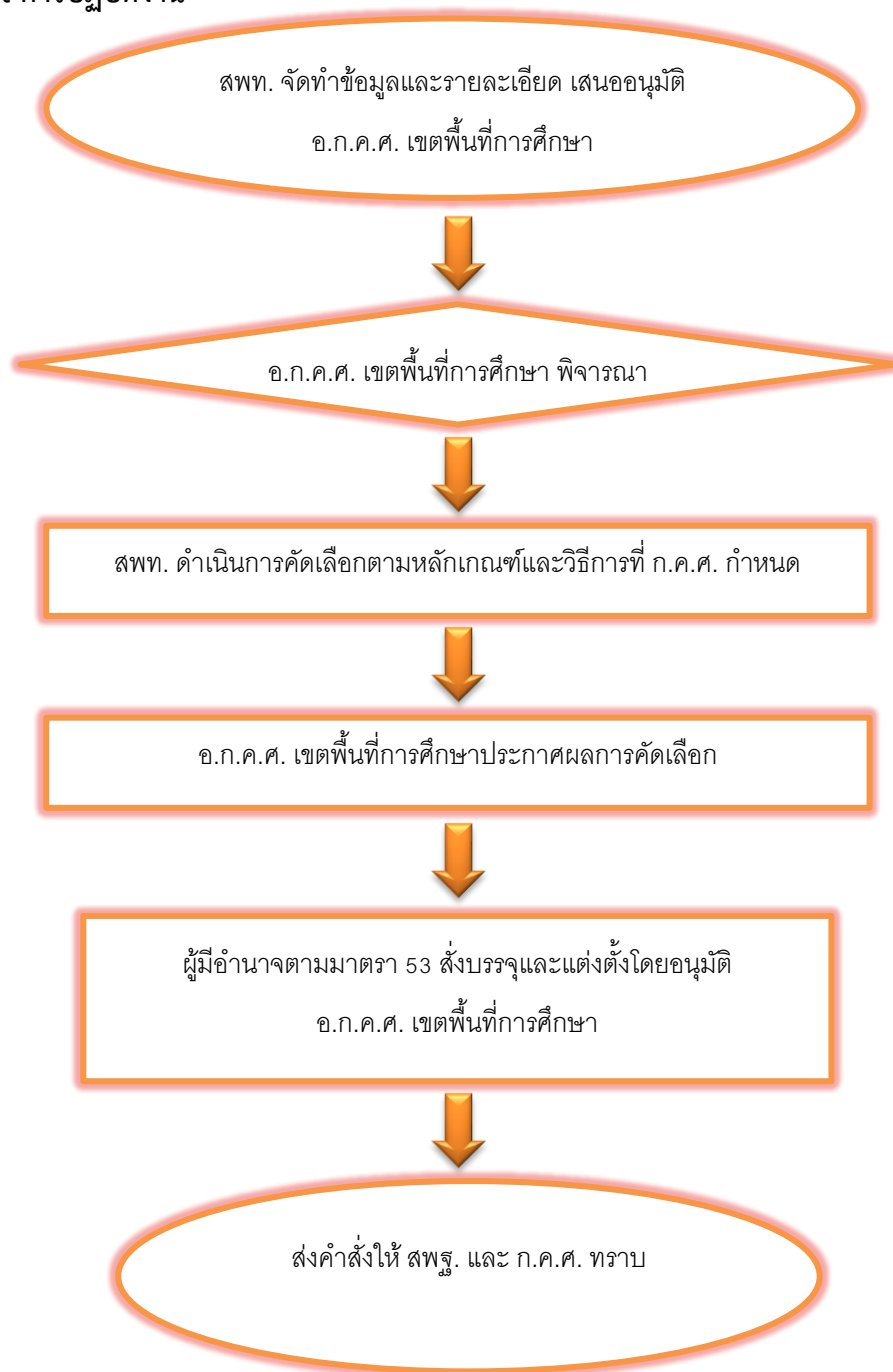 สพท. จัดทำข้อมูลและรายละเอียด เสนออนุมัติ
อ.ก.ค.ศ. เขตพื้นที่การศึกษา
อ.ก.ค.ศ. เขตพื้นที่การศึกษา พิจารณา
สพท. ดำเนินการคัดเลือกตามหลักเกณฑ์และวิธีการที่ ก.ค.ศ. กำหนด
อ.ก.ค.ศ. เขตพื้นที่การศึกษาประกาศผลการคัดเลือก
ผู้มีอำนาจตามมาตรา 53 สั่งบรรจุและแต่งตั้งโดยอนุมัติ
อ.ก.ค.ศ. เขตพื้นที่การศึกษา
ส่งคำสั่งให้ สพฐ. และ ก.ค.ศ. ทราบ